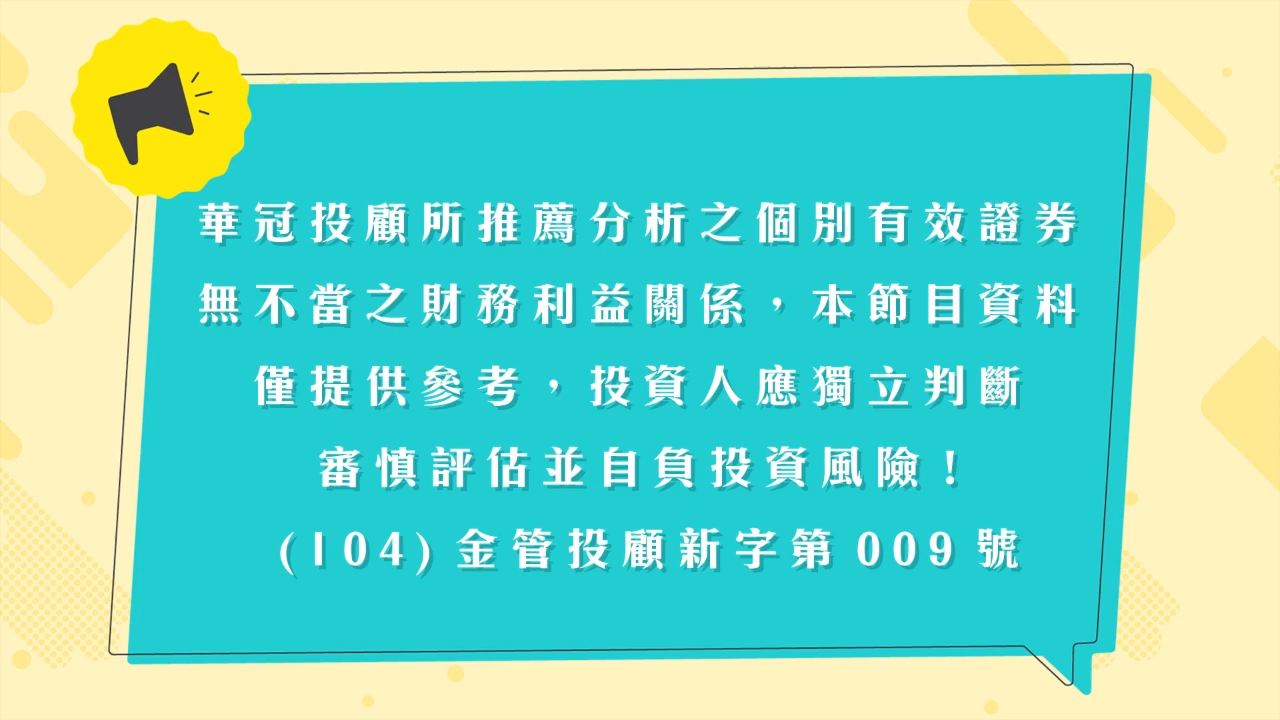 華冠投顧所推薦分析之個別有效證券
無不當之財務利益關係，本節目資料
僅提供參考，投資人應獨立判斷
審慎評估並自負投資風險！
(104) 金管投顧新字第 009 號